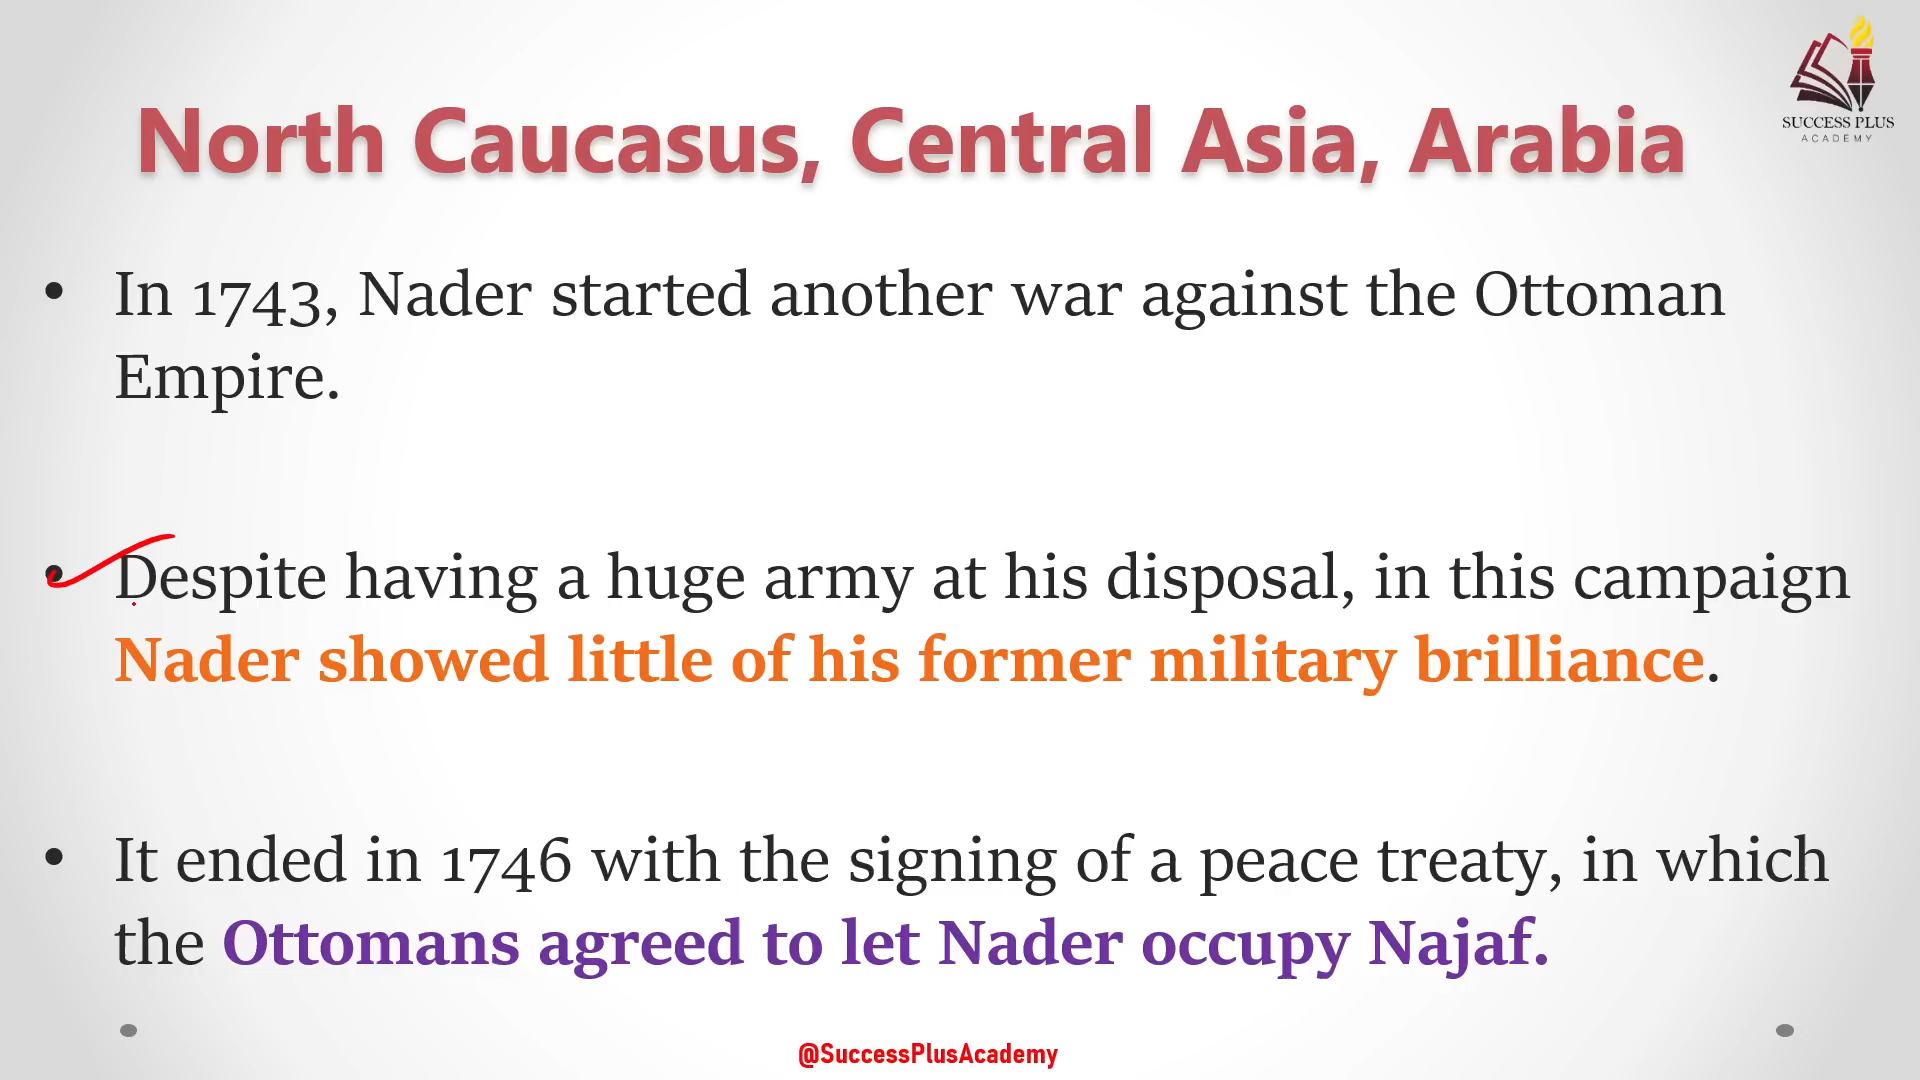 SUCCESS PLUS
ACADEMY
North Caucasus, Central Asia, Arabia
• In 1743, Nader started another war against the Ottoman
Empire.
• Despite having a huge army at his disposal, in this campaign
Nader showed little of his former military brilliance.
• It ended in 1746 with the signing of a peace treaty, in which
the Ottomans agreed to let Nader occupy Najaf.
@SuccessPlusAcademy